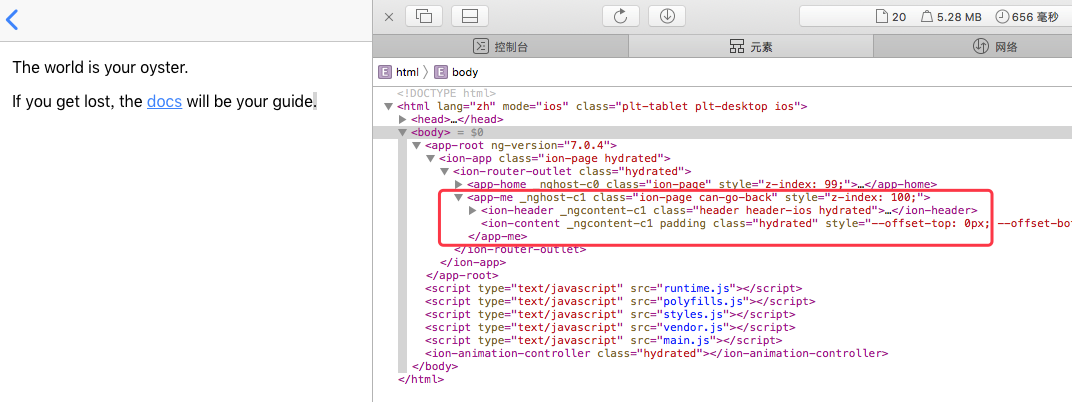 The world is your oyster.
If you get lost, the docs will be your guide.
20 5.28 MB 656 毫秒
控制台 元素 网络
E html 〉 E body
<!DOCTYPE html>
<html lang="zh" mode="ios" class="plt-tablet plt-desktop ios">
<head>…</head>
<body> = $0
<app-root ng-version="7.0.4">
<ion-app class="ion-page hydrated">
<ion-router-outlet class="hydrated">
<app-home _nghost-c0 class="ion-page" style="z-index: 99;">…</app-home>
<app-me _nghost-c1 class="ion-page can-go-back" style="z-index: 100;">
<ion-header _ngcontent-c1 class="header header-ios hydrated">…</ion-header>
<ion-content _ngcontent-c1 padding class="hydrated" style="--offset-top: 0px; --offset-bot
</app-me>
</ion-router-outlet>
</ion-app>
</app-root>
<script type="text/javascript" src="runtime.js"></script>
<script type="text/javascript" src="polyfills.js"></script>
<script type="text/javascript" src="styles.js"></script>
<script type="text/javascript" src="vendor.js"></script>
<script type="text/javascript" src="main.js"></script>
<ion-animation-controller class="hydrated"></ion-animation-controller>
</body>
</html>